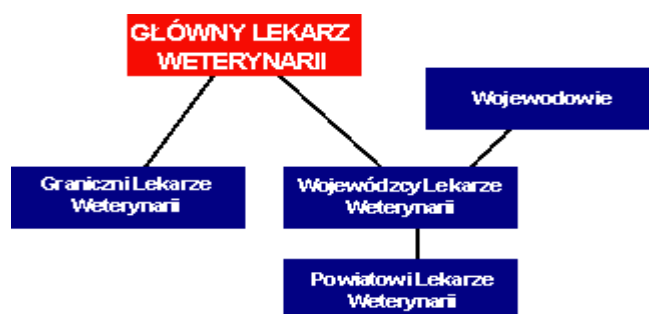 GŁÓWNY LEKARZ
WETERYNARII
Wojewodowie
Graniczni Lekarze
Weterynarii
Wojewódzcy Lekarze
Weterynarii
Powiatowi Lekarze
Weterynarii